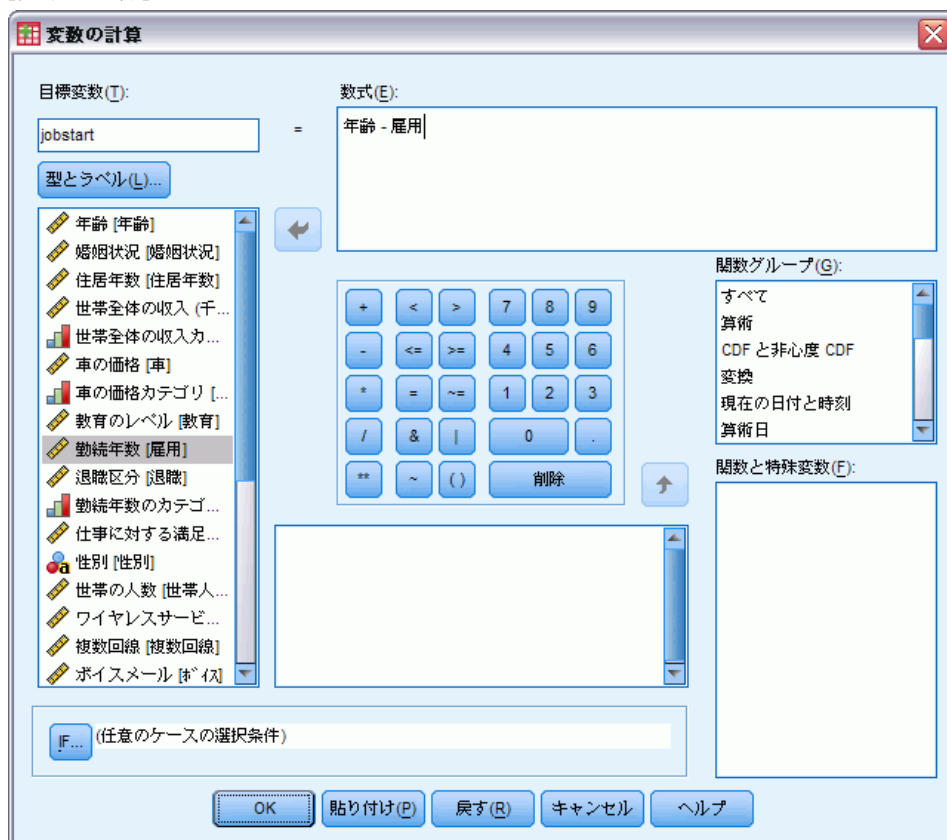 変数の計算
目標変数(T):
jobstart
=
数式(E):
年齢 - 雇用
型とラベル(L)...
年齢 [年齢]
婚姻状況 [婚姻状況]
住居年数 [住居年数]
世帯全体の収入 (千...
世帯全体の収入カ...
車の価格 [車]
車の価格カテゴリ [...
教育のレベル [教育]
勤続年数 [雇用]
退職区分 [退職]
勤続年数のカテゴ...
仕事に対する満足...
性別 [性別]
世帯の人数 [世帯人...
ワイヤレスサービ...
複数回線 [複数回線]
ボイスメール [ボイス]
+ < > 7 8 9
- <= >= 4 5 6
* = ~= 1 2 3
/ & | 0 .
** ~ ( ) 削除
関数グループ(G):
すべて
算術
CDF と非心度 CDF
変換
現在の日付と時刻
算術日
関数と特殊変数(F):
IF... (任意のケースの選択条件)
OK 貼り付け(P) 戻す(R) キャンセル ヘルプ